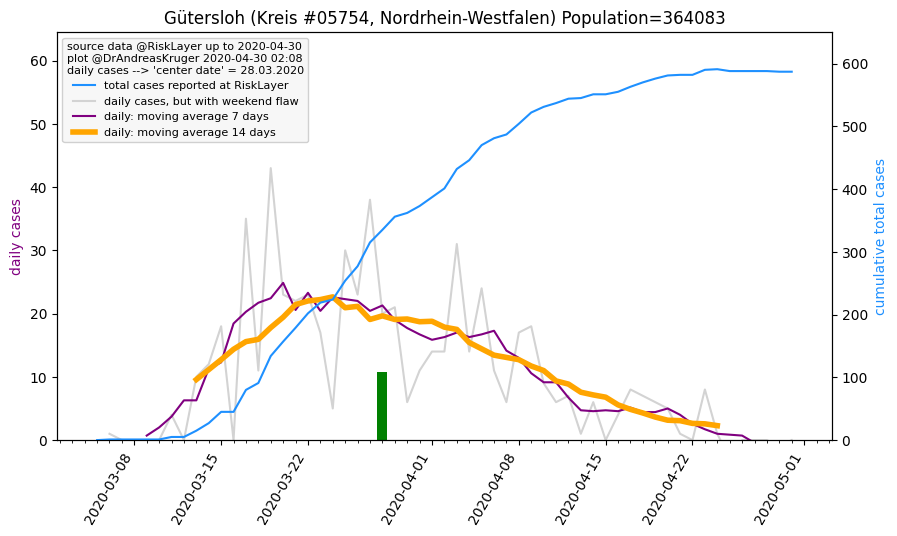 Gütersloh (Kreis #05754, Nordrhein-Westfalen) Population=364083
source data @RiskLayer up to 2020-04-30
plot @DrAndreasKruger 2020-04-30 02:08
daily cases --> 'center date' = 28.03.2020
total cases reported at RiskLayer
daily cases, but with weekend flaw
daily: moving average 7 days
daily: moving average 14 days
daily cases
60
50
40
30
20
10
0
600
500
400
300
200
100
0
cumulative total cases
2020-03-08
2020-03-15
2020-03-22
2020-04-01
2020-04-08
2020-04-15
2020-04-22
2020-05-01